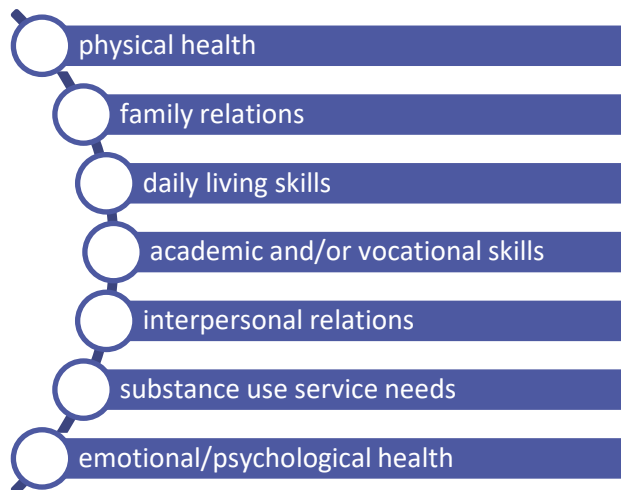 physical health
family relations
daily living skills
academic and/or vocational skills
interpersonal relations
substance use service needs
emotional/psychological health